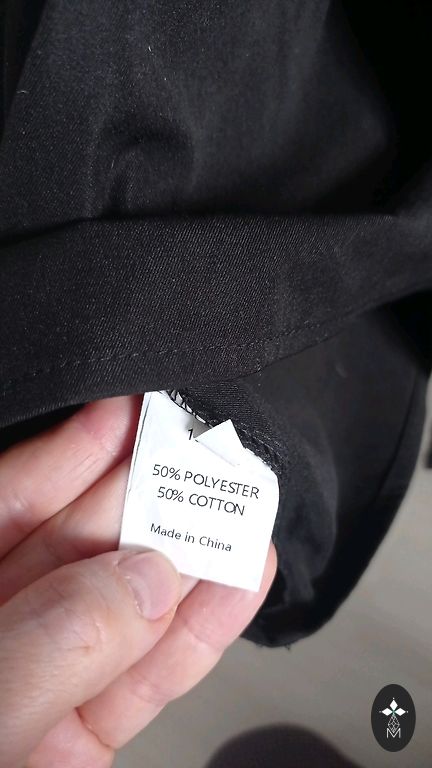 50% POLYESTER
50% COTTON
Made in China
M